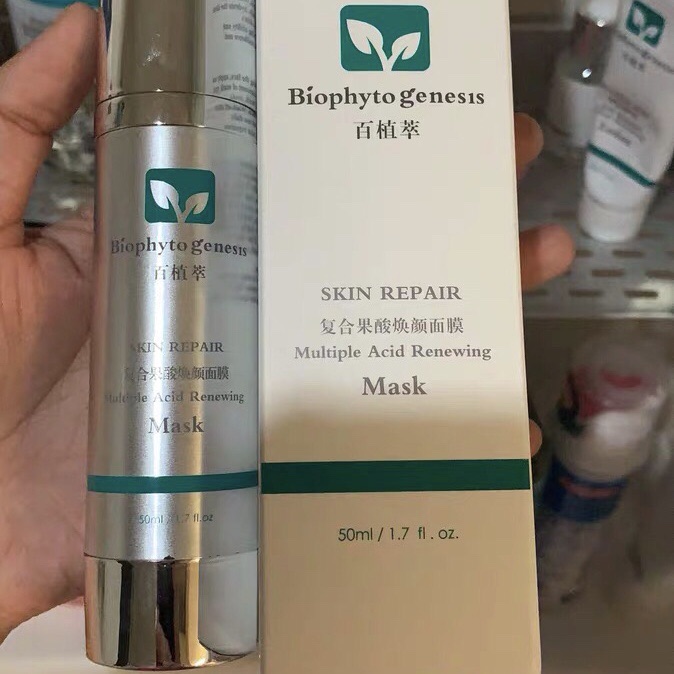 Biophyto genesis
百植萃
SKIN REPAIR
复合果酸焕颜面膜
Multiple Acid Renewing
Mask
50ml / 1.7 fl.oz
Biophyto genesis
百植萃
SKIN REPAIR
复合果酸焕颜面膜
Multiple Acid Renewing
Mask
50ml / 1.7 fl. oz.